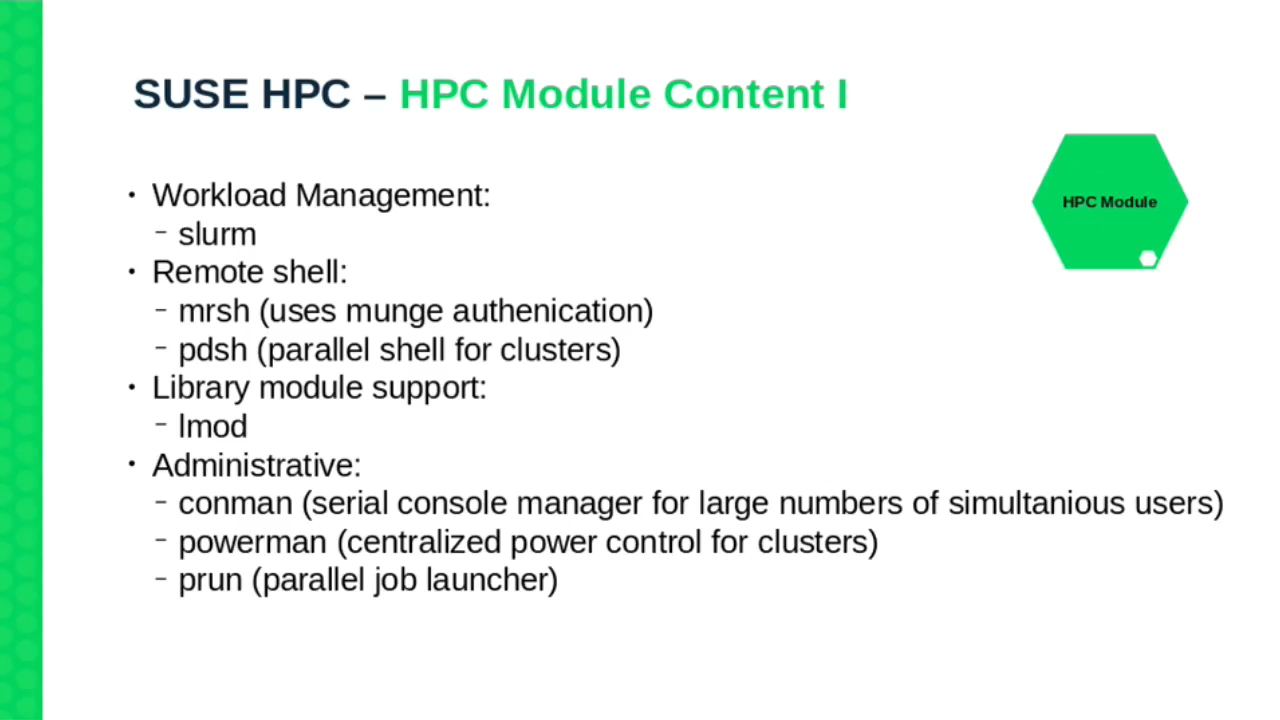 SUSE HPC – HPC Module Content I
HPC Module
• Workload Management:
– slurm
• Remote shell:
– mrsh (uses munge authenication)
– pdsh (parallel shell for clusters)
• Library module support:
– lmod
• Administrative:
– conman (serial console manager for large numbers of simultanious users)
– powerman (centralized power control for clusters)
– prun (parallel job launcher)